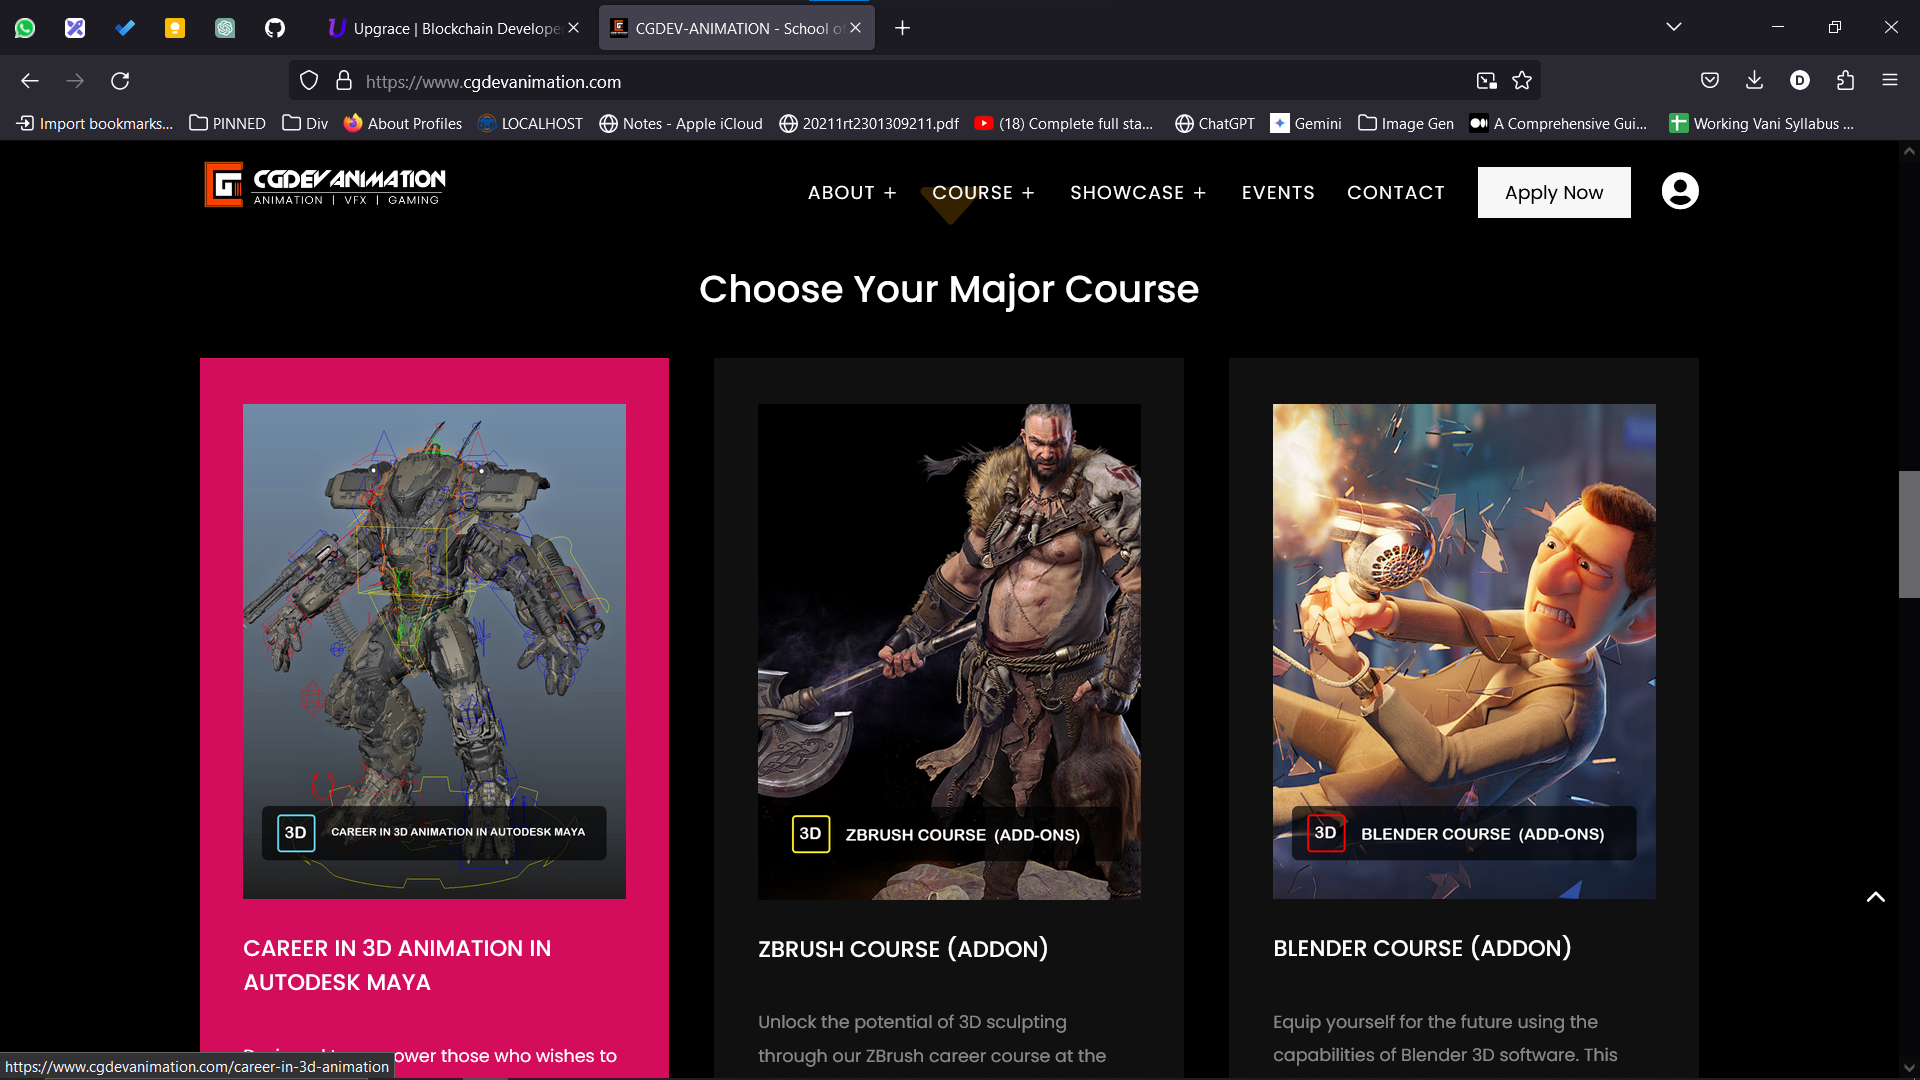 Upgrace | Blockchain Develope
CGDEV-ANIMATION - School of
https://www.cgdevanimation.com
D
Import bookmarks...
PINNED
Div
About Profiles
LOCALHOST
Notes - Apple iCloud
20211rt2301309211.pdf
(18) Complete full sta...
ChatGPT
Gemini
Image Gen
A Comprehensive Gui...
Working Vani Syllabus ...
CGDEV ANIMATION
ANIMATION | VFX | GAMING
ABOUT +
COURSE +
SHOWCASE +
EVENTS
CONTACT
Apply Now
Choose Your Major Course
3D CAREER IN 3D ANIMATION IN AUTODESK MAYA
CAREER IN 3D ANIMATION IN
AUTODESK MAYA
ower those who wishes to
3D ZBRUSH COURSE (ADD-ONS)
ZBRUSH COURSE (ADDON)
Unlock the potential of 3D sculpting
through our ZBrush career course at the
3D BLENDER COURSE (ADD-ONS)
BLENDER COURSE (ADDON)
Equip yourself for the future using the
capabilities of Blender 3D software. This
https://www.cgdevanimation.com/career-in-3d-animation